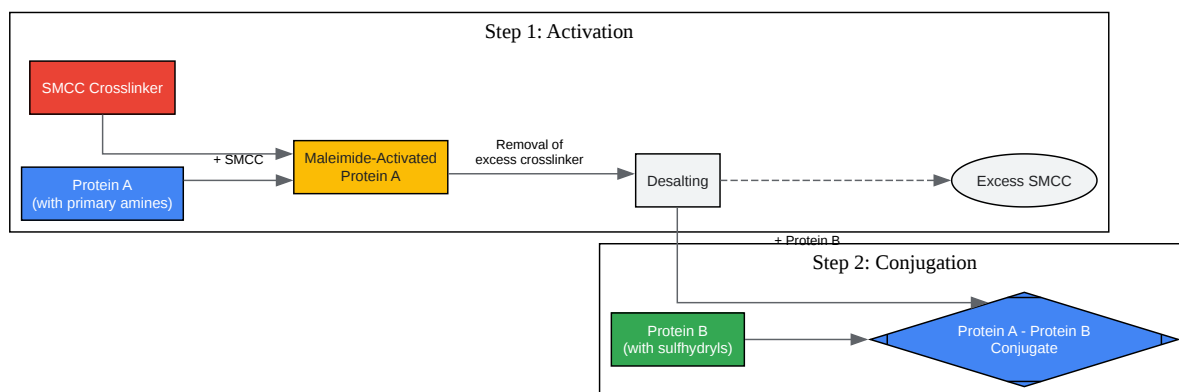 Step 1: Activation
SMCC Crosslinker
+ SMCC
Protein A
(with primary amines)
Maleimide-Activated
Protein A
Removal of
excess crosslinker
Desalting
Excess SMCC
+ Protein B
Step 2: Conjugation
Protein B
(with sulfhydryls)
Protein A - Protein B
Conjugate